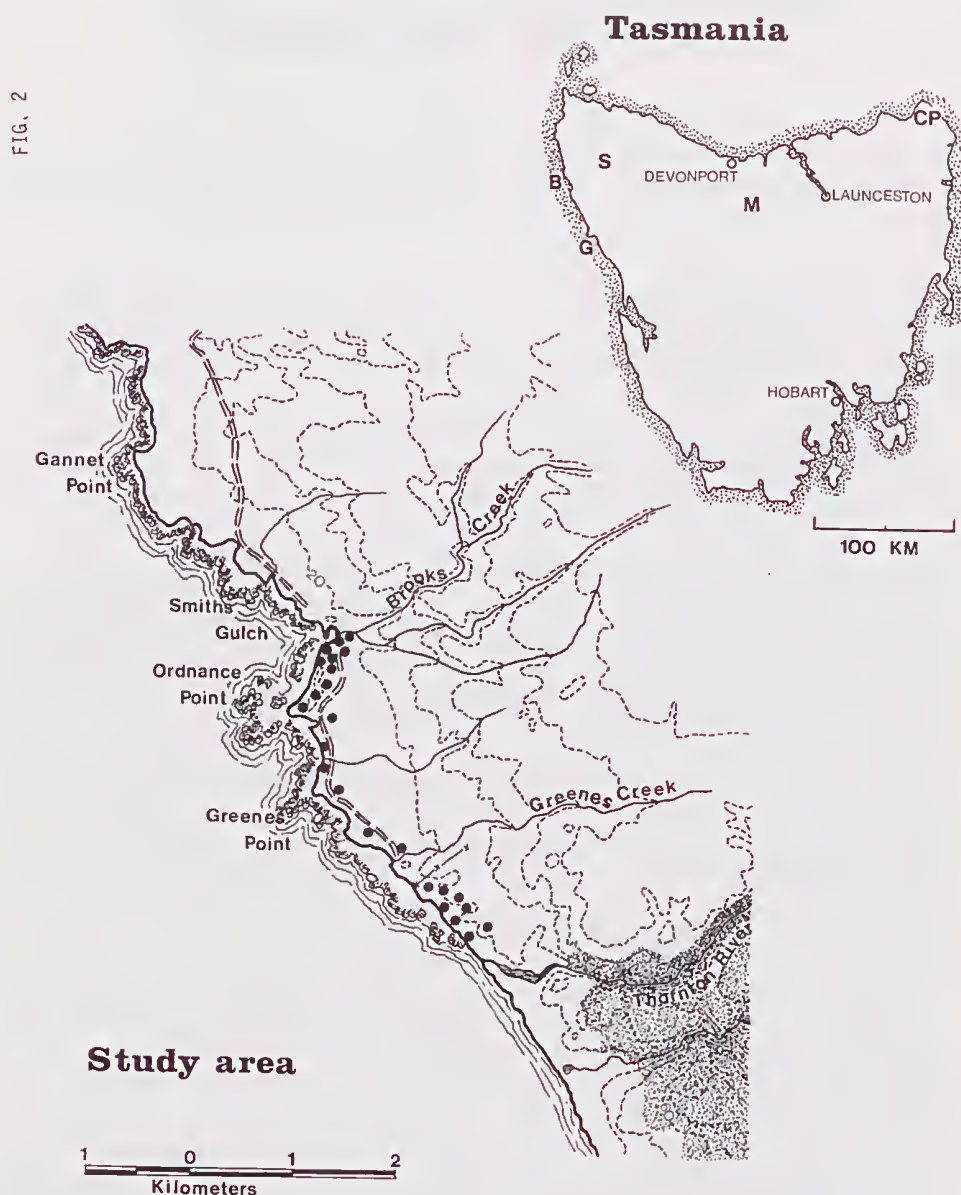 FIG. 2
Tasmania
CP
S
DEVONPORT
B
M
LAUNCESTON
G
HOBART
100 KM
Gannet
Point
Creek
Brooks
20
Smiths
Gulch
Ordnance
Point
Greenes Creek
Greenes
Point
Thornton River
Study area
1 0 1 2
Kilometers